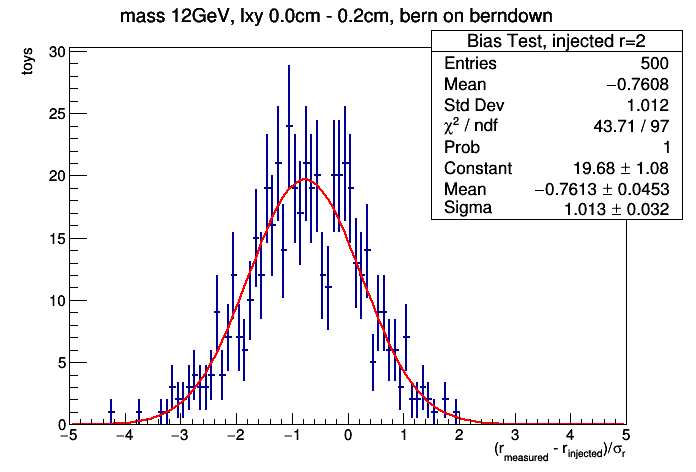 mass 12GeV, lxy 0.0cm - 0.2cm, bern on berndown
Bias Test, injected r=2
Entries 500
Mean −0.7608
Std Dev 1.012
χ² / ndf 43.71 / 97
Prob 1
Constant 19.68 ± 1.08
Mean −0.7613 ± 0.0453
Sigma 1.013 ± 0.032
toys
30
25
20
15
10
5
0
−5 −4 −3 −2 −1 0 1 2 3 4 5
(r_measured - r_injected)/σ_r